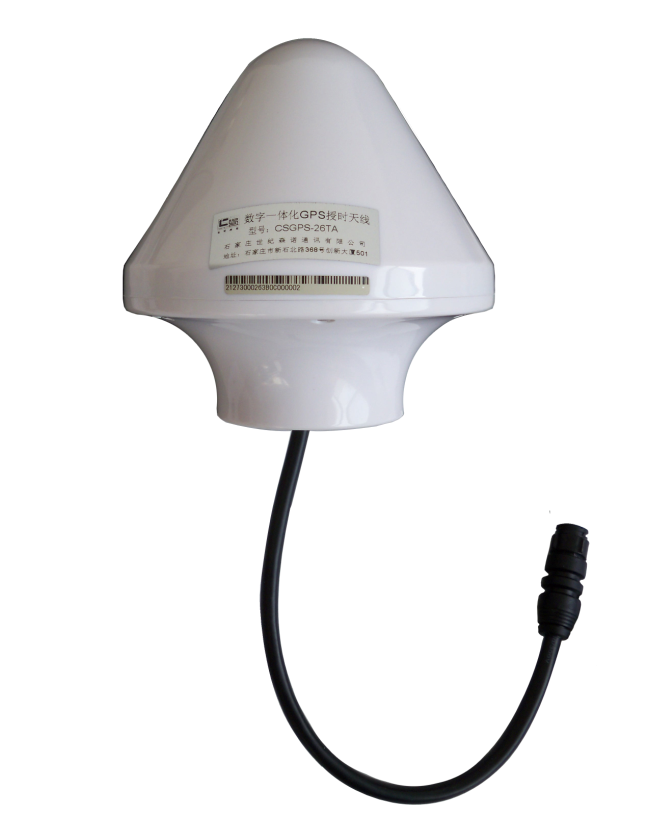 数字一体化GPS授时天线
型号：CSGPS-26TA
石家庄世纪森诺通讯有限公司
地址：石家庄市新石北路368号创新大厦501
2127300026380C000002